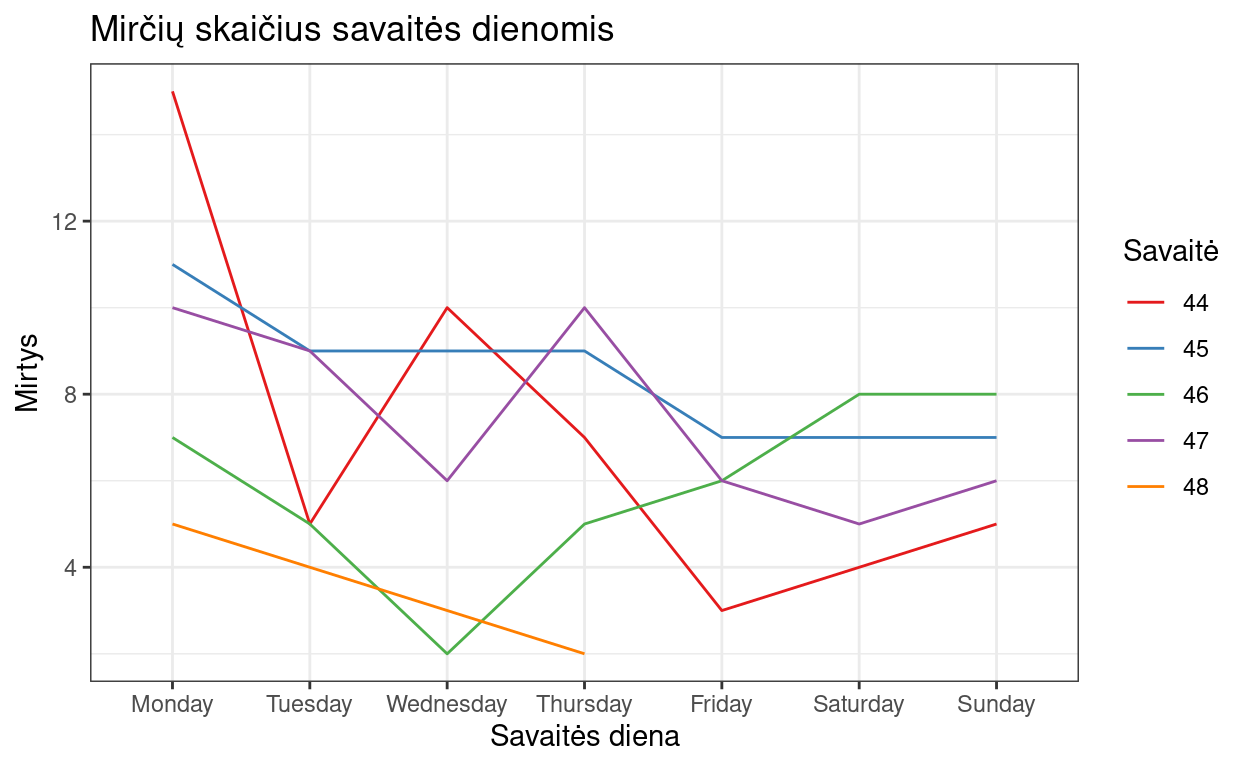 Mirčių skaičius savaitės dienomis
Mirtys
12
8
4
Monday Tuesday Wednesday Thursday Friday Saturday Sunday
Savaitės diena
Savaitė
44
45
46
47
48